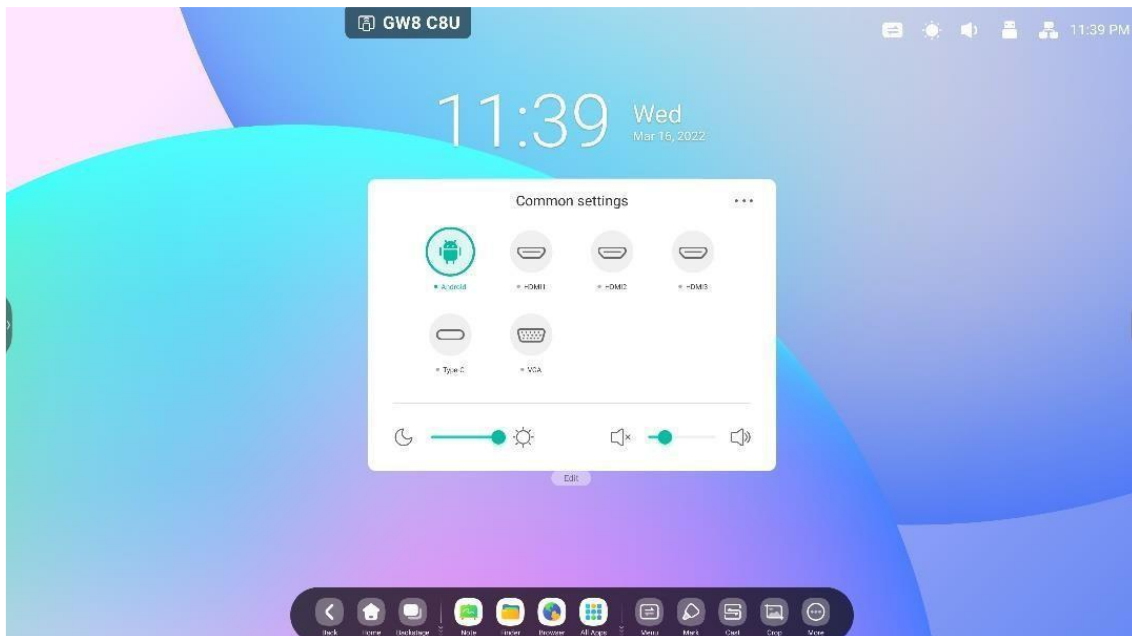 GW8 C8U
11:39 PM
11:39
Wed
Mar 16, 2022
Common settings
Android
HDMI1
HDMI2
HDMI3
Type C
VGA
Edit
Back
Home
Backstage
Note
Finder
Browser
All Apps
Menu
Mark
Cast
Crop
More